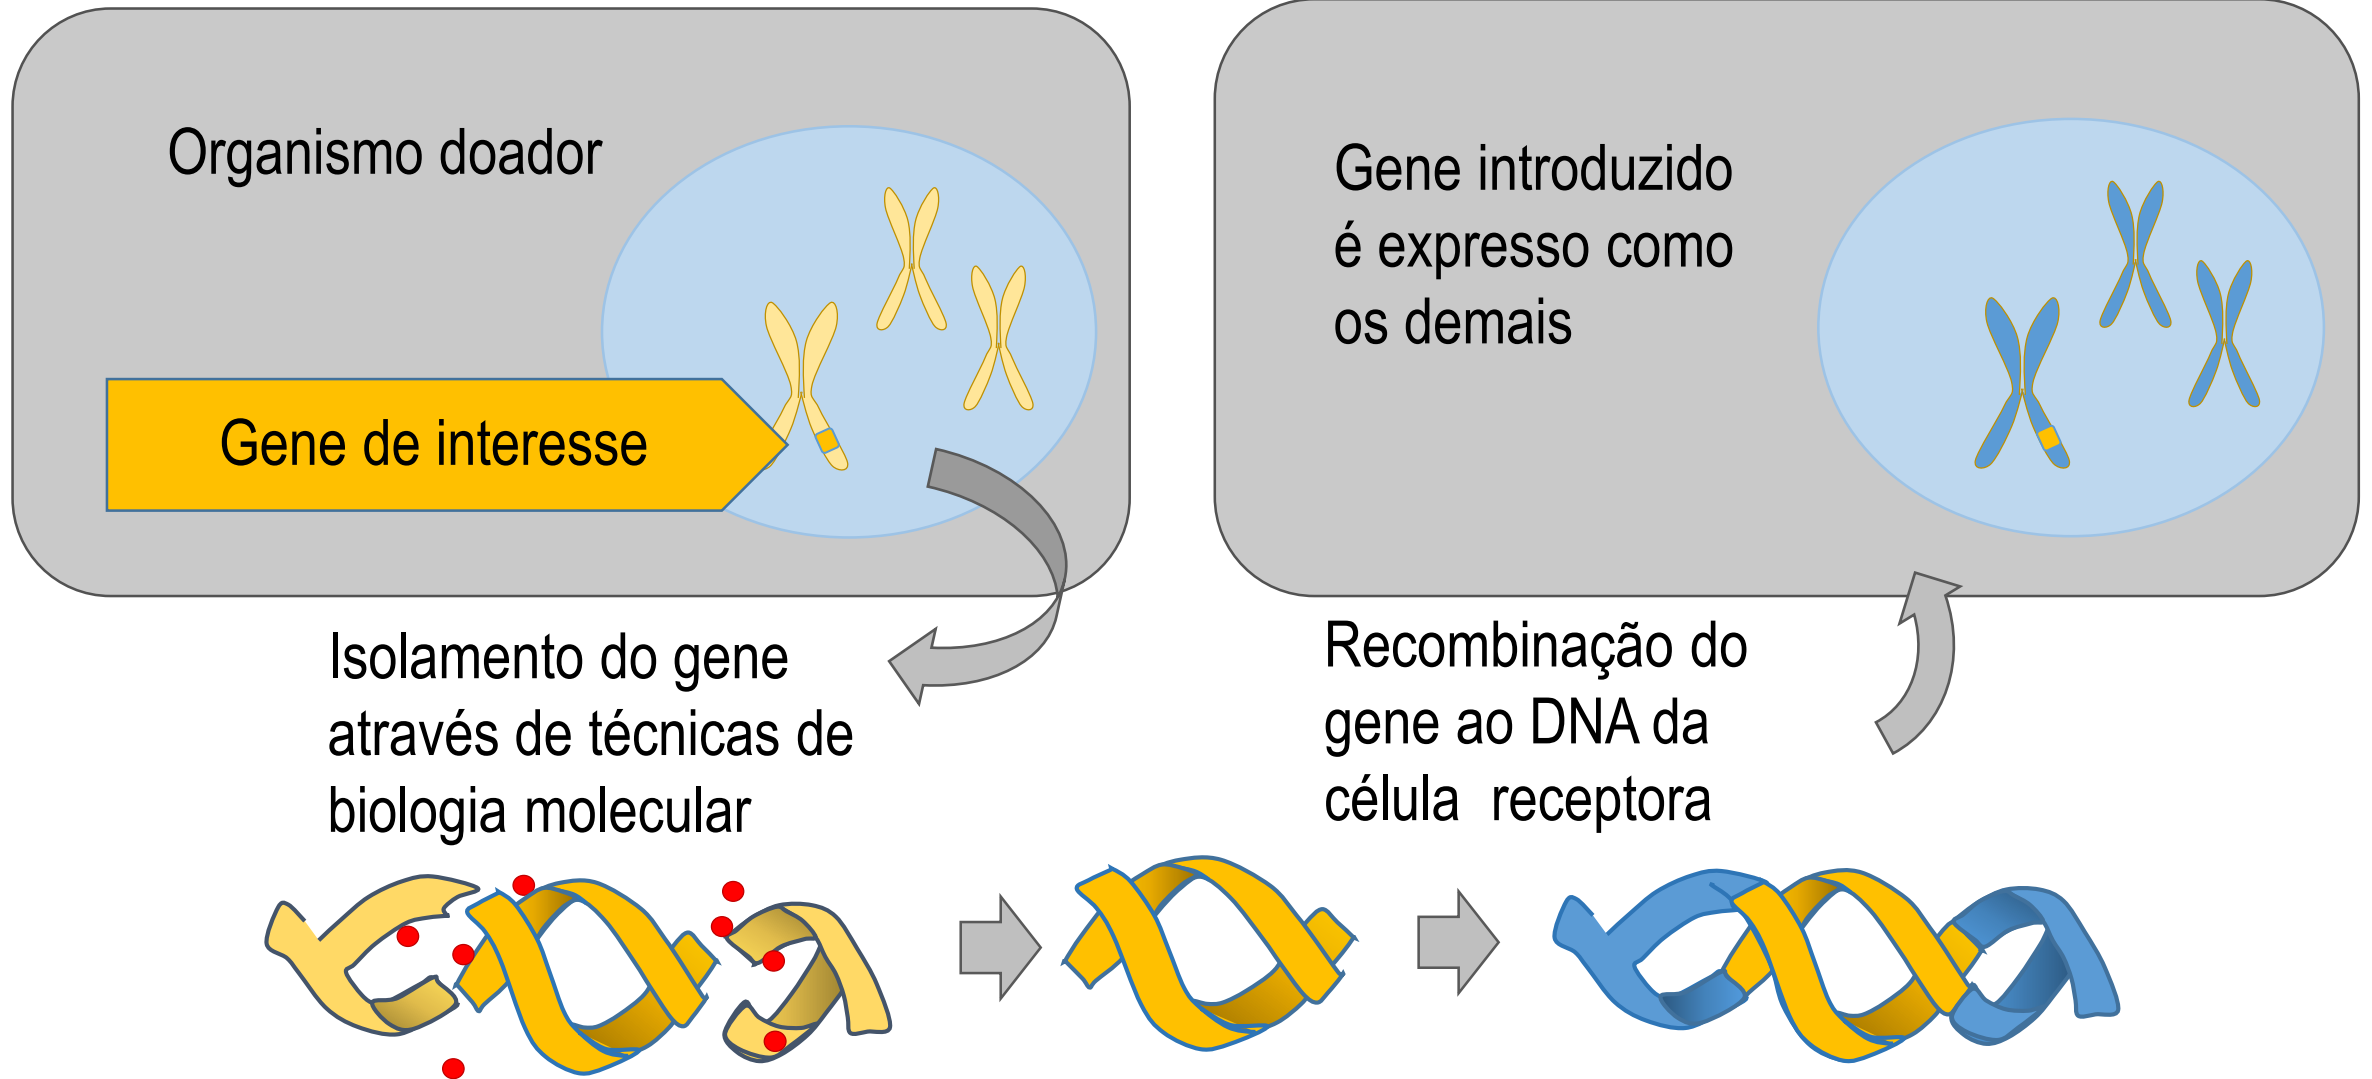 Organismo doador
Gene de interesse
Isolamento do gene
através de técnicas de
biologia molecular
Gene introduzido
é expresso como
os demais
Recombinação do
gene ao DNA da
célula  receptora